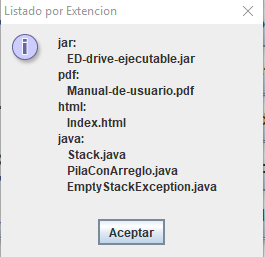 Listado por Extencion
jar:
ED-drive-ejecutable.jar
pdf:
Manual-de-usuario.pdf
html:
Index.html
java:
Stack.java
PilaConArreglo.java
EmptyStackException.java
Aceptar